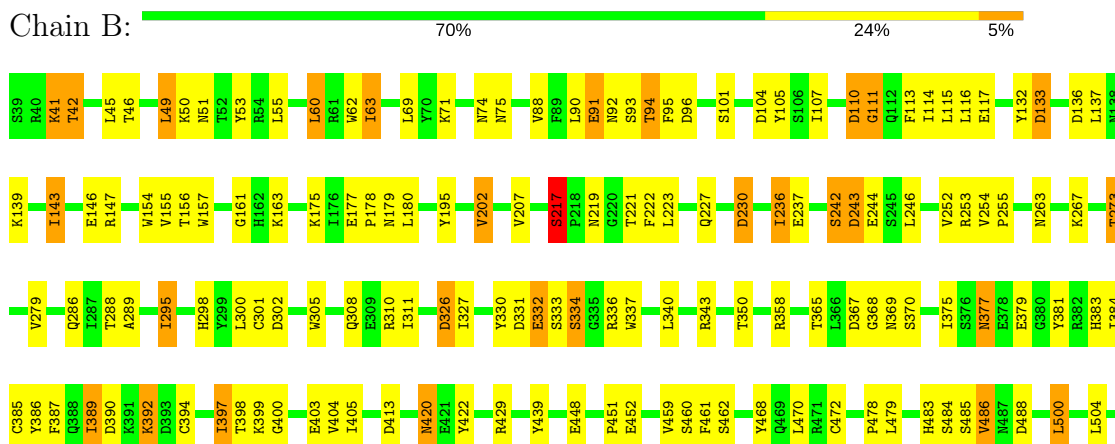 Chain B:
70% 24% 5%
S39 R40 K41 T42 L45 T46 L49 K50 N51 T52 Y53 R54 L55 L60 R61 W62 I63 L69 Y70 K71 N74 N75 V88 F89 L90 E91 N92 S93 T94 F95 D96 S101 D104 Y105 S106 I107 D110 G111 Q112 F113 I114 L115 L116 E117 Y132 D133 D136 L137 N138
K139 I143 E146 R147 W154 V155 T156 W157 G161 H162 K163 K175 I176 E177 P178 N179 L180 Y195 V202 V207 S217 P218 N219 G220 T221 F222 L223 Q227 D230 I236 E237 S242 D243 E244 S245 L246 V252 R253 V254 P255 N263 K267 T273
V279 Q286 I287 T288 A289 I295 H298 Y299 L300 C301 D302 W305 Q308 E309 R310 I311 D326 I327 Y330 D331 E332 S333 S334 G335 R336 W337 L340 R343 T350 R358 T365 L366 D367 G368 N369 S370 I375 S376 N377 E378 E379 G380 Y381 R382 H383 I384
C385 Y386 F387 Q388 I389 D390 K391 K392 D393 C394 I397 T398 K399 G400 E403 V404 I405 D413 N420 E421 Y422 R429 Y439 E448 P451 E452 V459 S460 F461 S462 Y468 Q469 L470 R471 C472 P478 L479 H483 S484 S485 V486 N487 D488 L500 L504